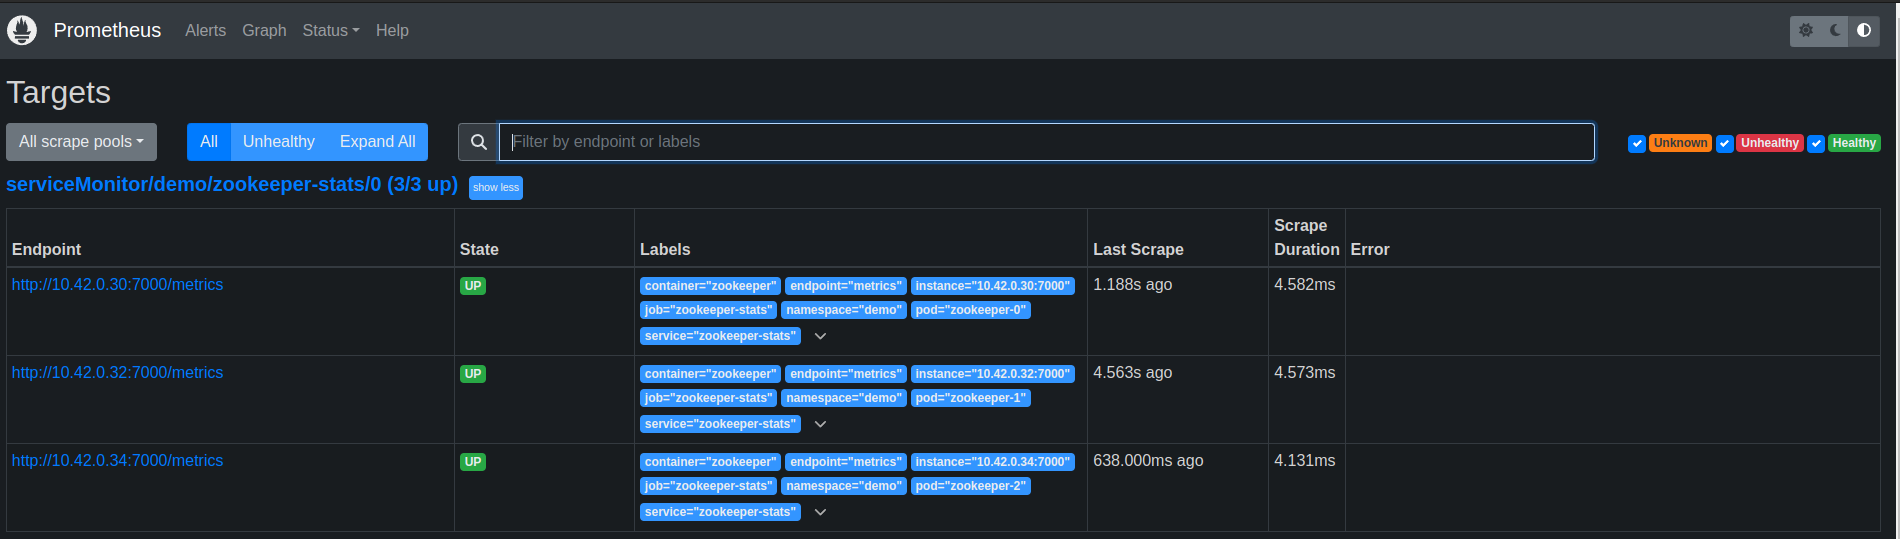 Prometheus Alerts Graph Status Help
Targets
All scrape pools All Unhealthy Expand All Filter by endpoint or labels Unknown Unhealthy Healthy
serviceMonitor/demo/zookeeper-stats/0 (3/3 up) show less
Endpoint State Labels Last Scrape Scrape Duration Error
http://10.42.0.30:7000/metrics UP container="zookeeper" endpoint="metrics" instance="10.42.0.30:7000" 1.188s ago 4.582ms
job="zookeeper-stats" namespace="demo" pod="zookeeper-0"
service="zookeeper-stats"
http://10.42.0.32:7000/metrics UP container="zookeeper" endpoint="metrics" instance="10.42.0.32:7000" 4.563s ago 4.573ms
job="zookeeper-stats" namespace="demo" pod="zookeeper-1"
service="zookeeper-stats"
http://10.42.0.34:7000/metrics UP container="zookeeper" endpoint="metrics" instance="10.42.0.34:7000" 638.000ms ago 4.131ms
job="zookeeper-stats" namespace="demo" pod="zookeeper-2"
service="zookeeper-stats"